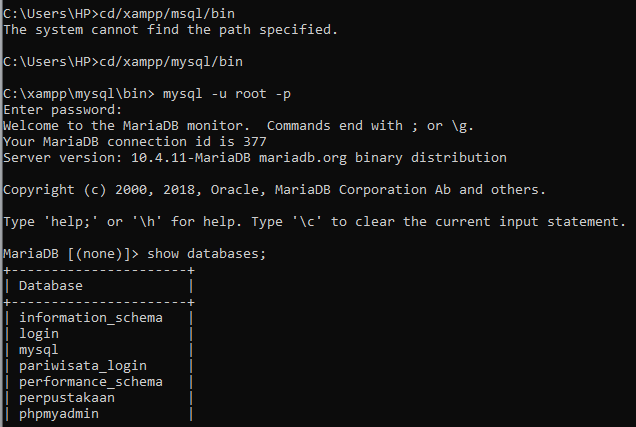 C:\Users\HP>cd/xampp/msql/bin
The system cannot find the path specified.
C:\Users\HP>cd/xampp/mysql/bin
C:\xampp\mysql\bin> mysql -u root -p
Enter password:
Welcome to the MariaDB monitor.  Commands end with ; or \g.
Your MariaDB connection id is 377
Server version: 10.4.11-MariaDB mariadb.org binary distribution
Copyright (c) 2000, 2018, Oracle, MariaDB Corporation Ab and others.
Type 'help;' or '\h' for help. Type '\c' to clear the current input statement.
MariaDB [(none)]> show databases;
+--------------------+
| Database           |
+--------------------+
| information_schema |
| login              |
| mysql              |
| pariwisata_login   |
| performance_schema |
| perpustakaan       |
| phpmyadmin         |